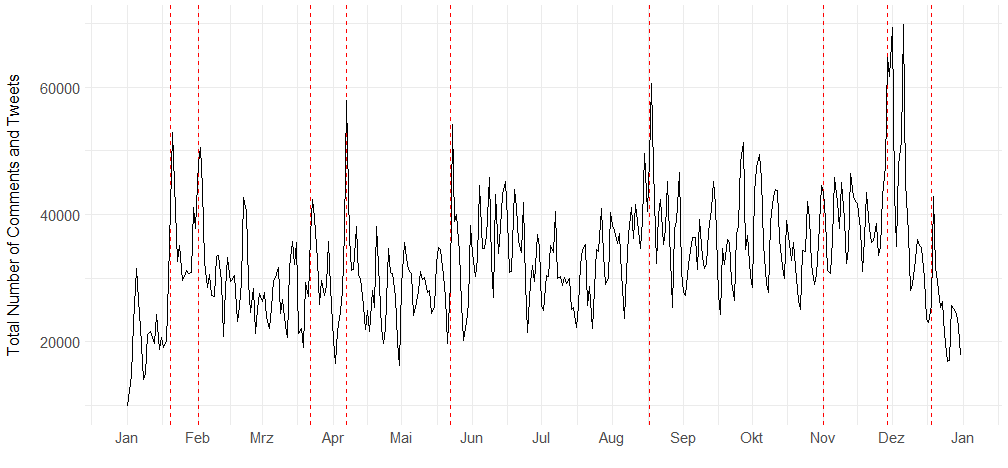 Total Number of Comments and Tweets
60000
40000
20000
Jan Feb Mrz Apr Mai Jun Jul Aug Sep Okt Nov Dez Jan